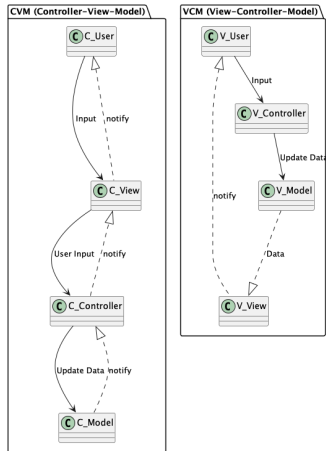 CVM (Controller-View-Model)
C C_User
Input
notify
C C_View
User Input
notify
C C_Controller
Update Data
notify
C C_Model
VCM (View-Controller-Model)
C V_User
Input
C V_Controller
Update Data
notify
C V_Model
Data
C V_View